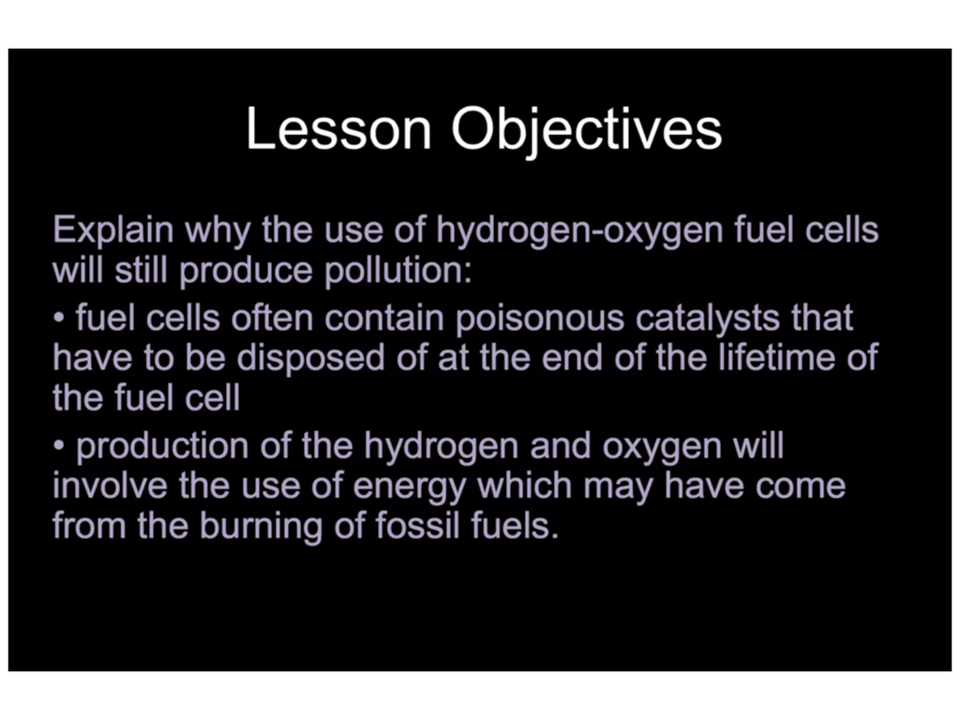 Lesson Objectives
Explain why the use of hydrogen-oxygen fuel cells
will still produce pollution:
• fuel cells often contain poisonous catalysts that
have to be disposed of at the end of the lifetime of
the fuel cell
• production of the hydrogen and oxygen will
involve the use of energy which may have come
from the burning of fossil fuels.